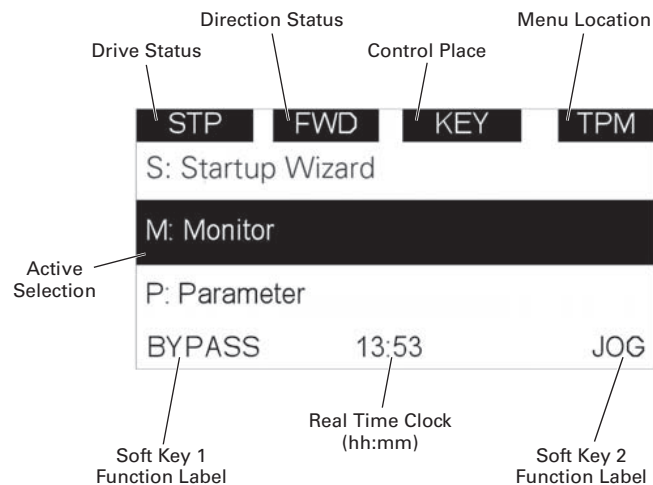 Direction Status
Menu Location
Drive Status
Control Place
STP FWD KEY TPM
S: Startup Wizard
M: Monitor
Active
Selection
P: Parameter
BYPASS 13:53 JOG
Real Time Clock
(hh:mm)
Soft Key 1
Function Label
Soft Key 2
Function Label